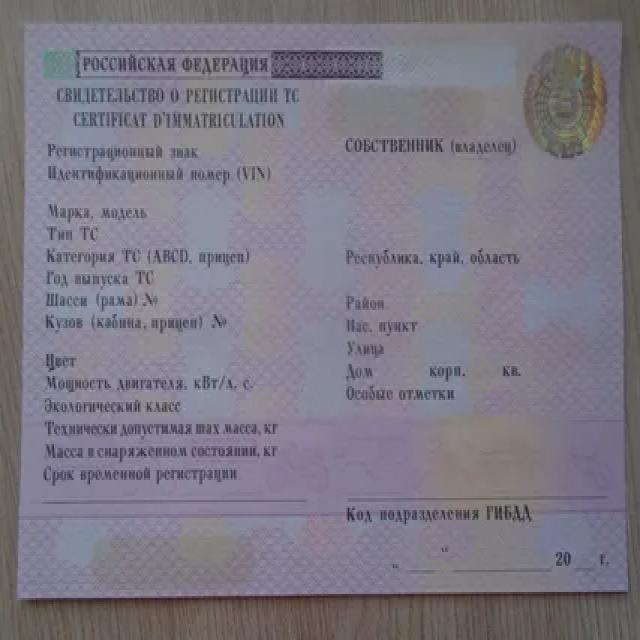 РОССИЙСКАЯ ФЕДЕРАЦИЯ
СВИДЕТЕЛЬСТВО О РЕГИСТРАЦИИ ТС
CERTIFICAT D'IMMATRICULATION
Регистрационный знак
Идентификационный номер (VIN)
Марка, модель
Тип ТС
Категория ТС (ABCD, прицеп)
Год выпуска ТС
Шасси (рама) №
Кузов (кабина, прицеп) №
Цвет
Мощность двигателя, кВт/л. с.
Экологический класс
Технически допустимая max масса, кг
Масса в снаряженном состоянии, кг
Срок временной регистрации
СОБСТВЕННИК (владелец)
Республика, край, область
Район
Нас. пункт
Улица
Дом корп. кв.
Особые отметки
Код подразделения ГИБДД
„ ___ “ __________ 20 __ г.